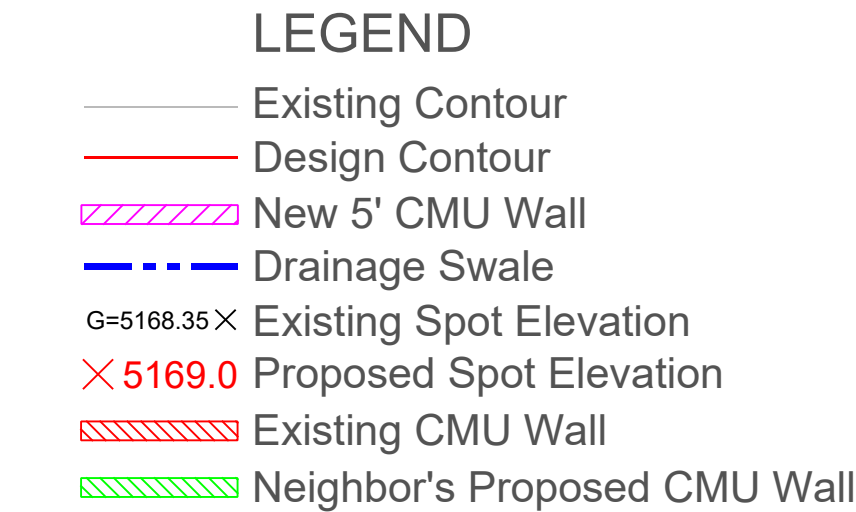 LEGEND
Existing Contour
Design Contour
New 5' CMU Wall
Drainage Swale
G=5168.35 Existing Spot Elevation
5169.0 Proposed Spot Elevation
Existing CMU Wall
Neighbor's Proposed CMU Wall